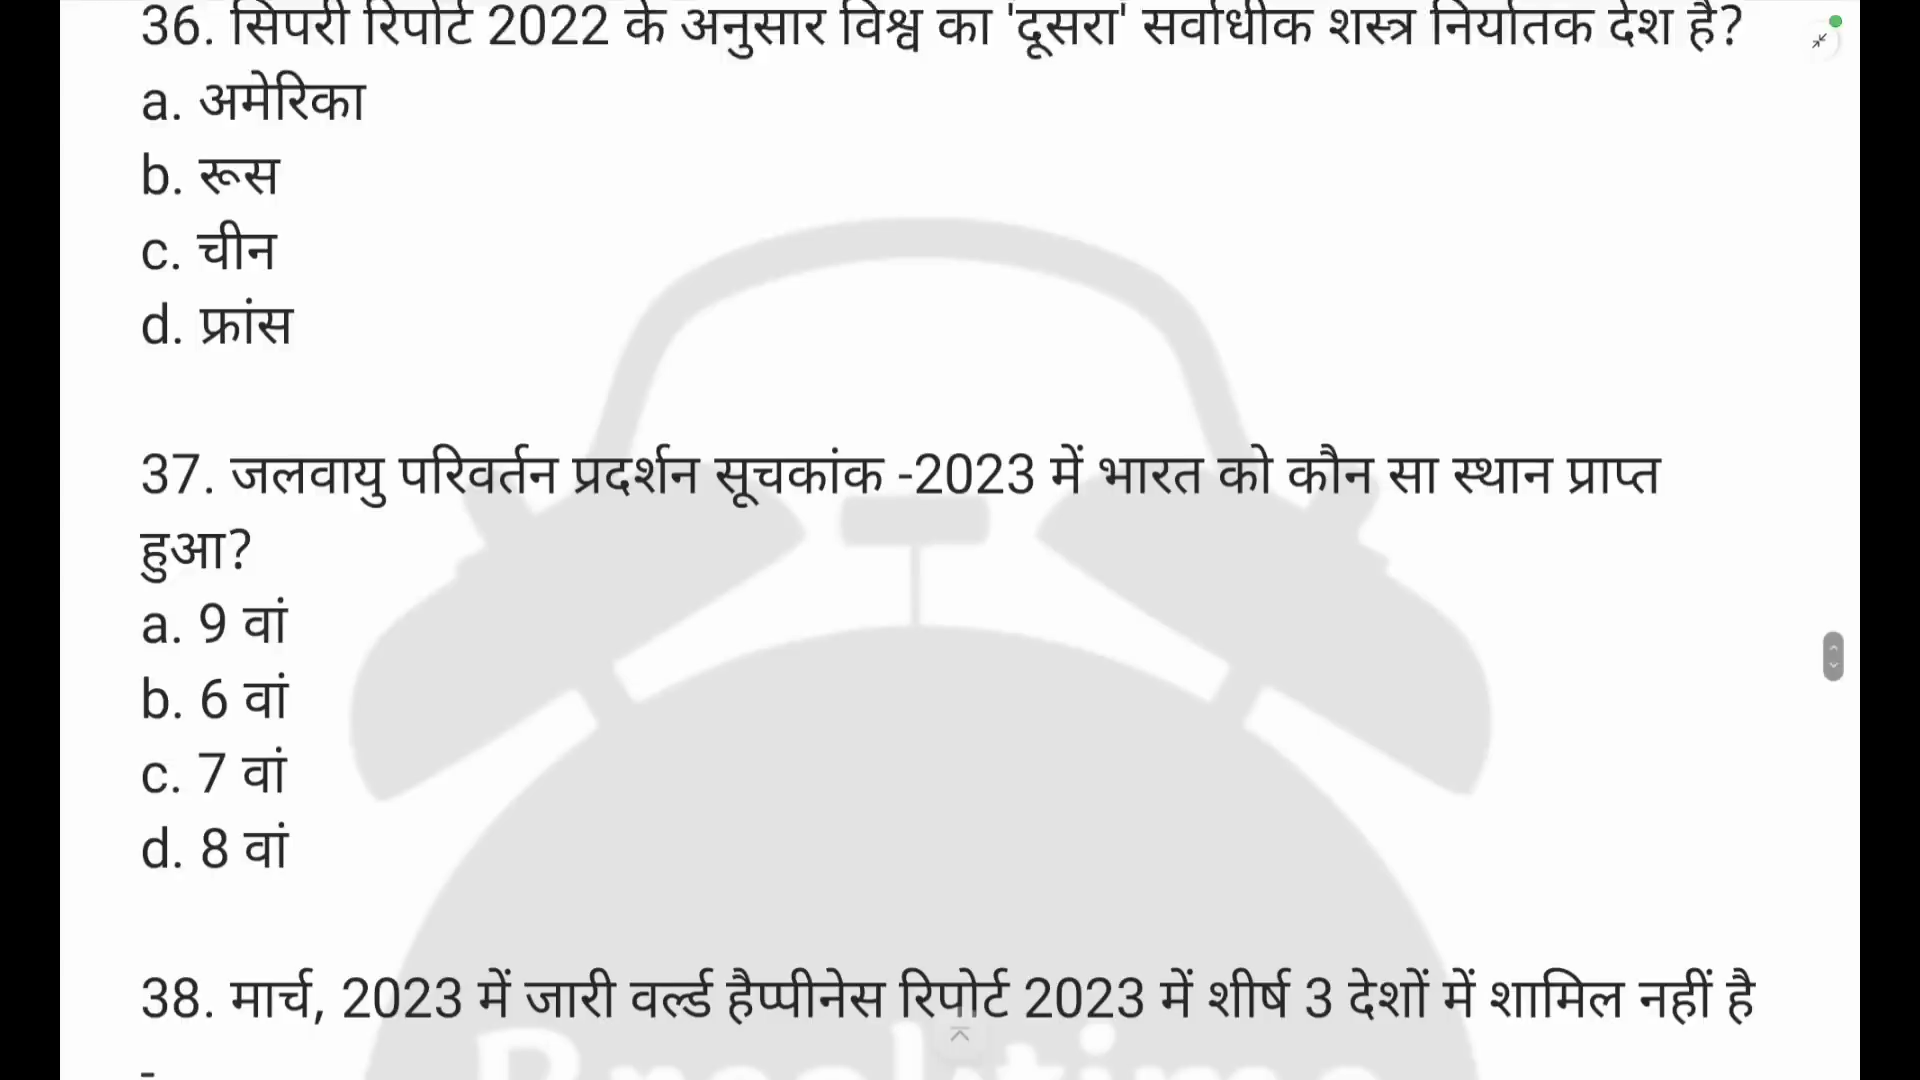 36. सिपरी रिपोर्ट 2022 के अनुसार विश्व का 'दूसरा' सर्वाधीक शस्त्र निर्यातक देश है?
a. अमेरिका
b. रूस
c. चीन
d. फ्रांस
37. जलवायु परिवर्तन प्रदर्शन सूचकांक -2023 में भारत को कौन सा स्थान प्राप्त
हुआ?
a. 9 वां
b. 6 वां
c. 7 वां
d. 8 वां
38. मार्च, 2023 में जारी वर्ल्ड हैप्पीनेस रिपोर्ट 2023 में शीर्ष 3 देशों में शामिल नहीं है
-